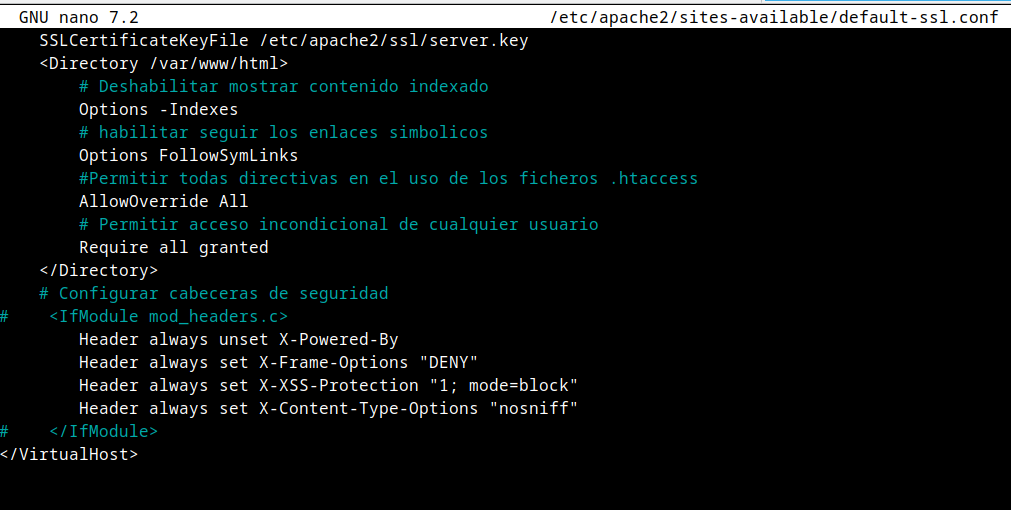 GNU nano 7.2 /etc/apache2/sites-available/default-ssl.conf
SSLCertificateKeyFile /etc/apache2/ssl/server.key
<Directory /var/www/html>
# Deshabilitar mostrar contenido indexado
Options -Indexes
# habilitar seguir los enlaces simbolicos
Options FollowSymLinks
#Permitir todas directivas en el uso de los ficheros .htaccess
AllowOverride All
# Permitir acceso incondicional de cualquier usuario
Require all granted
</Directory>
# Configurar cabeceras de seguridad
# <IfModule mod_headers.c>
Header always unset X-Powered-By
Header always set X-Frame-Options "DENY"
Header always set X-XSS-Protection "1; mode=block"
Header always set X-Content-Type-Options "nosniff"
# </IfModule>
</VirtualHost>